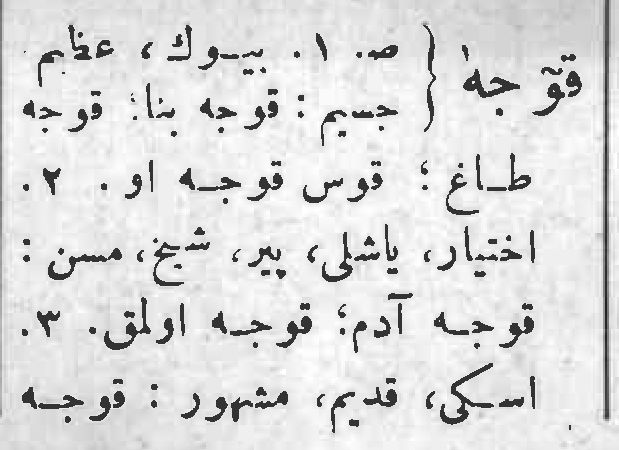 قوجه { ص. ١. بيوك، عظيم
جسيم : قوجه بنا؛ قوجه
طاغ؛ قوس قوجه او. ٢.
اختيار، ياشلى، پير، شيخ، مسن :
قوجه آدم؛ قوجه اولمق. ٣.
اسكى، قديم، مشهور : قوجه